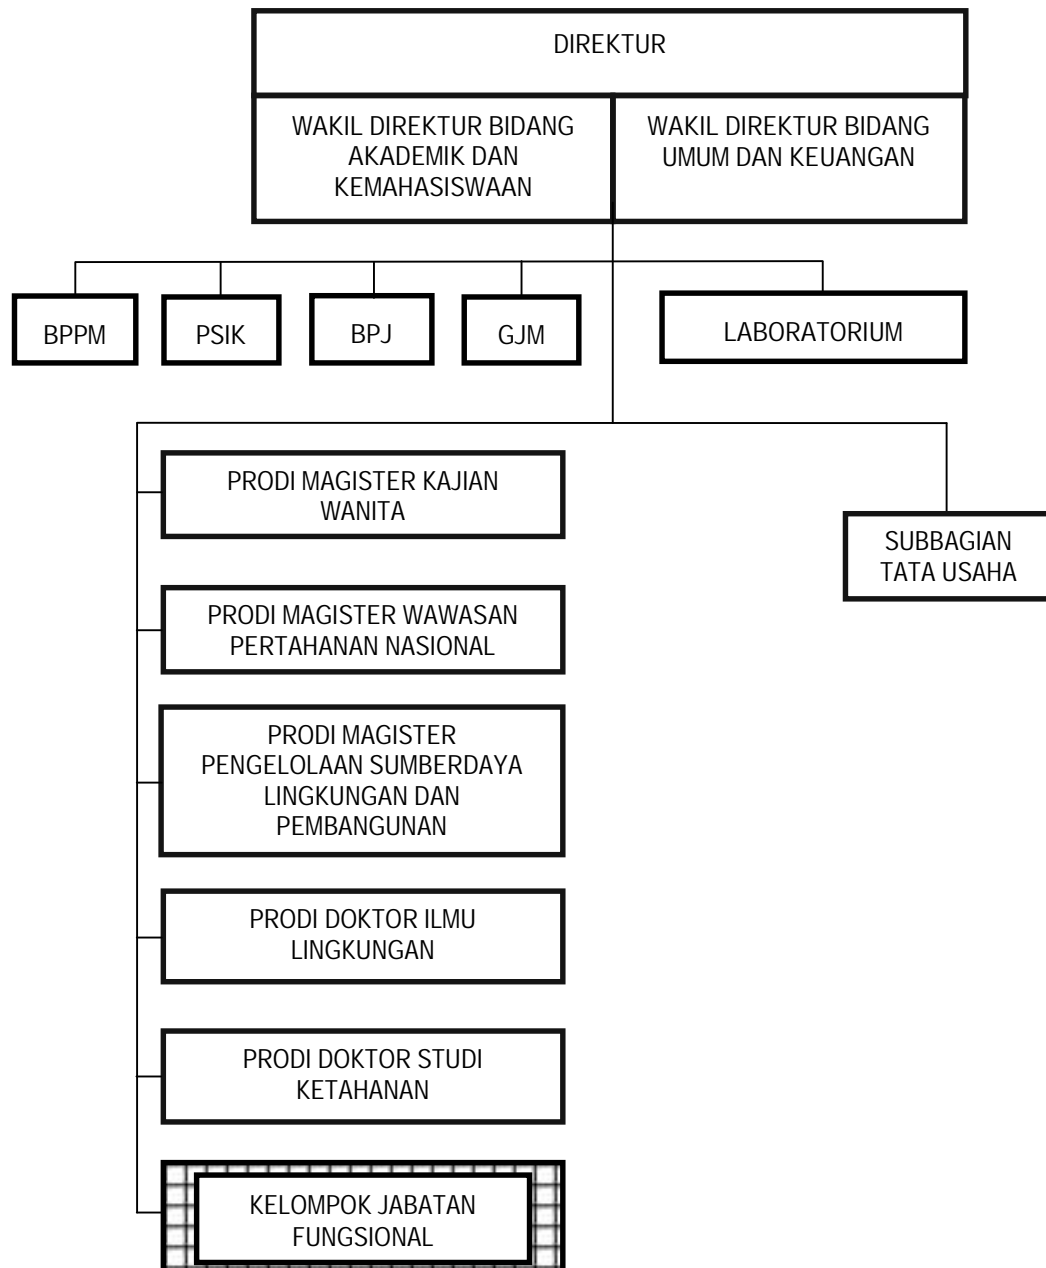 DIREKTUR
WAKIL DIREKTUR BIDANG
AKADEMIK DAN
KEMAHASISWAAN
WAKIL DIREKTUR BIDANG
UMUM DAN KEUANGAN
BPPM
PSIK
BPJ
GJM
LABORATORIUM
PRODI MAGISTER KAJIAN
WANITA
SUBBAGIAN
TATA USAHA
PRODI MAGISTER WAWASAN
PERTAHANAN NASIONAL
PRODI MAGISTER
PENGELOLAAN SUMBERDAYA
LINGKUNGAN DAN
PEMBANGUNAN
PRODI DOKTOR ILMU
LINGKUNGAN
PRODI DOKTOR STUDI
KETAHANAN
KELOMPOK JABATAN
FUNGSIONAL